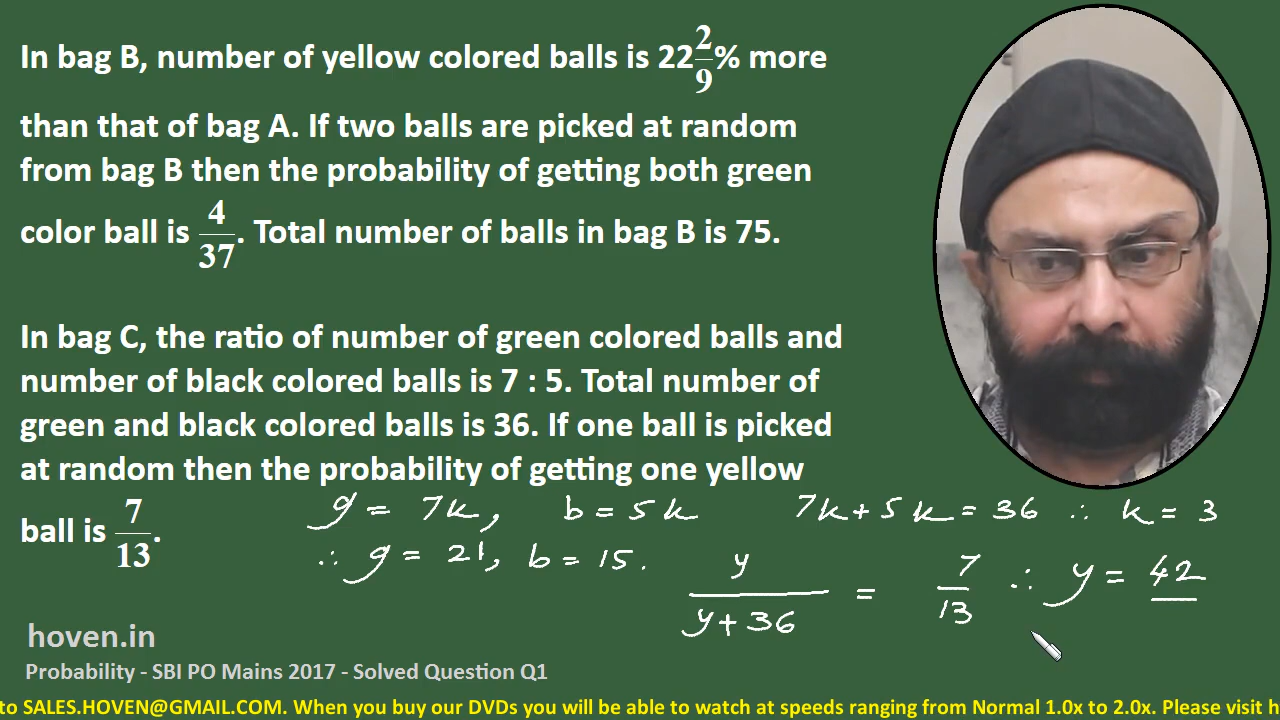 In bag B, number of yellow colored balls is 22 2/9% more
than that of bag A. If two balls are picked at random
from bag B then the probability of getting both green
color ball is 4/37. Total number of balls in bag B is 75.
In bag C, the ratio of number of green colored balls and
number of black colored balls is 7 : 5. Total number of
green and black colored balls is 36. If one ball is picked
at random then the probability of getting one yellow
ball is 7/13.
g = 7k, b = 5k 7k + 5k = 36 ∴ k = 3
∴ g = 21, b = 15.
y/(y + 36) = 7/13 ∴ y = 42
hoven.in
Probability - SBI PO Mains 2017 - Solved Question Q1
to SALES.HOVEN@GMAIL.COM. When you buy our DVDs you will be able to watch at speeds ranging from Normal 1.0x to 2.0x. Please visit h